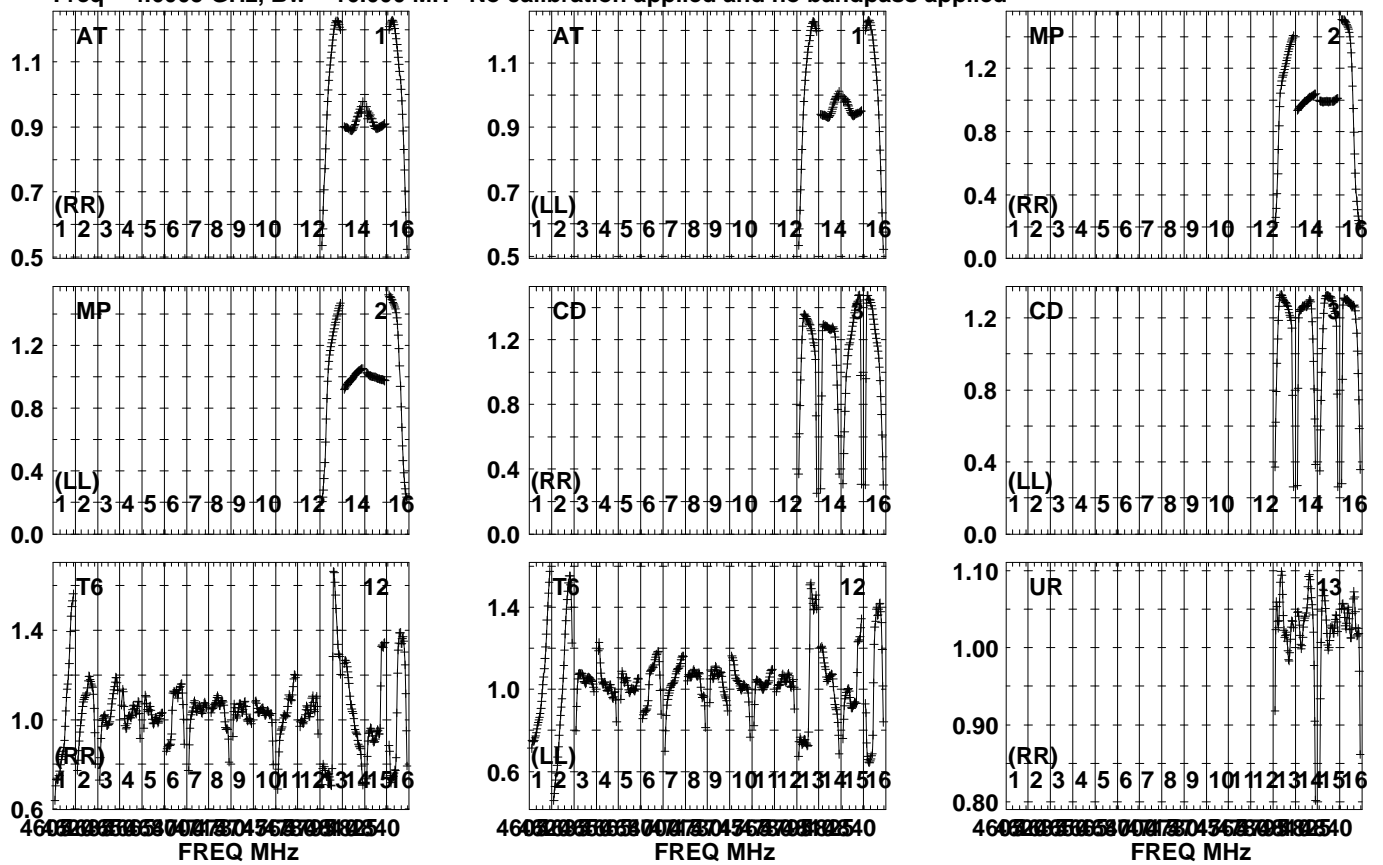 AT 1
1.1
0.9
0.7
(RR)
1 2 3 4 5 6 7 8 9 10 12 14 16
0.5
AT 1
1.1
0.9
0.7
(LL)
1 2 3 4 5 6 7 8 9 10 12 14 16
0.5
MP 2
1.2
0.8
0.4
(RR)
1 2 3 4 5 6 7 8 9 10 12 14 16
0.0
MP 2
1.2
0.8
0.4
(LL)
1 2 3 4 5 6 7 8 9 10 12 14 16
0.0
CD 3
1.2
0.8
0.4
(RR)
1 2 3 4 5 6 7 8 9 10 12 14 16
0.0
CD 3
1.2
0.8
0.4
(LL)
1 2 3 4 5 6 7 8 9 10 12 14 16
0.0
T6 12
1.4
1.0
(RR)
1 2 3 4 5 6 7 8 9 10 11 12 13 15 16
0.6
FREQ MHz
T6 12
1.4
1.0
0.6
(LL)
1 2 3 4 5 6 7 8 9 10 11 12 13 15 16
FREQ MHz
UR 13
1.10
1.00
0.90
(RR)
1 2 3 4 5 6 7 8 9 10 11 12 13 14 15 16
0.80
FREQ MHz